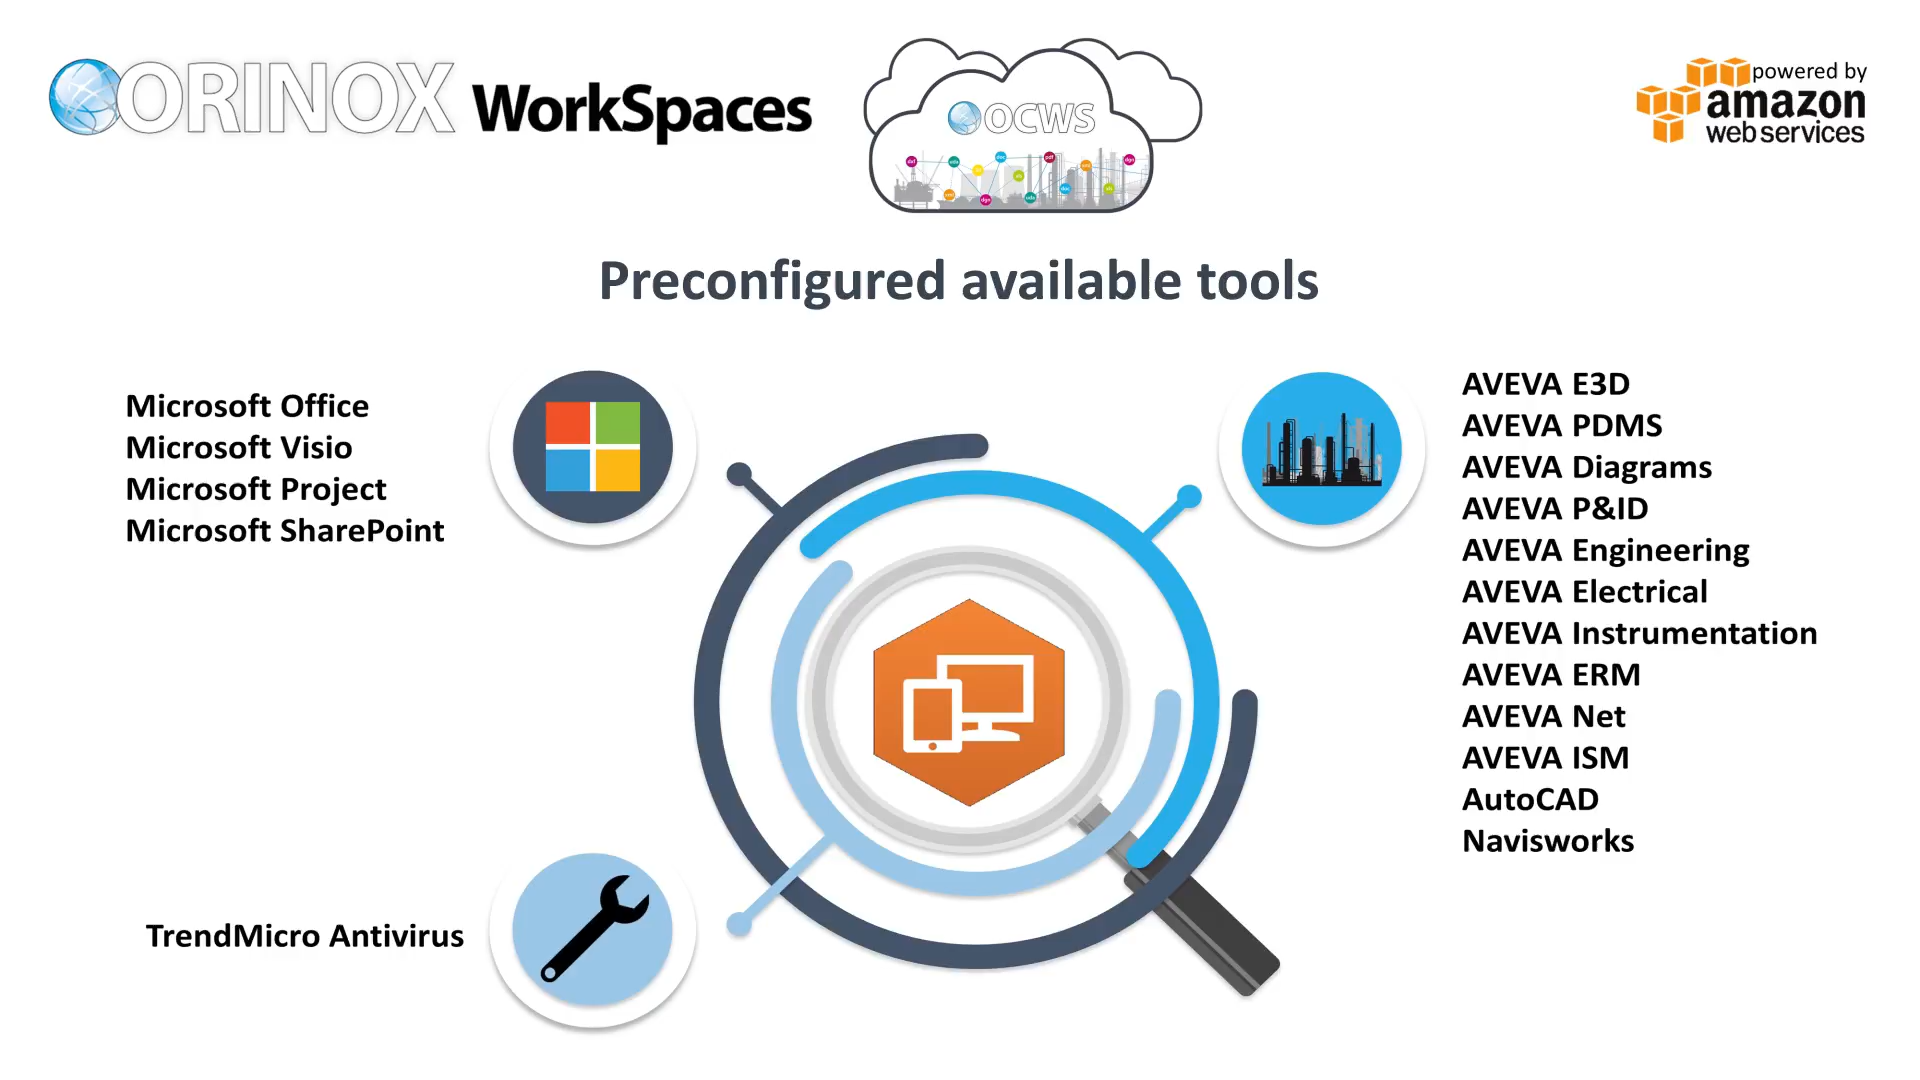 ORINOX WorkSpaces
OCWS
powered by
amazon
web services
Preconfigured available tools
Microsoft Office
Microsoft Visio
Microsoft Project
Microsoft SharePoint
AVEVA E3D
AVEVA PDMS
AVEVA Diagrams
AVEVA P&ID
AVEVA Engineering
AVEVA Electrical
AVEVA Instrumentation
AVEVA ERM
AVEVA Net
AVEVA ISM
AutoCAD
Navisworks
TrendMicro Antivirus